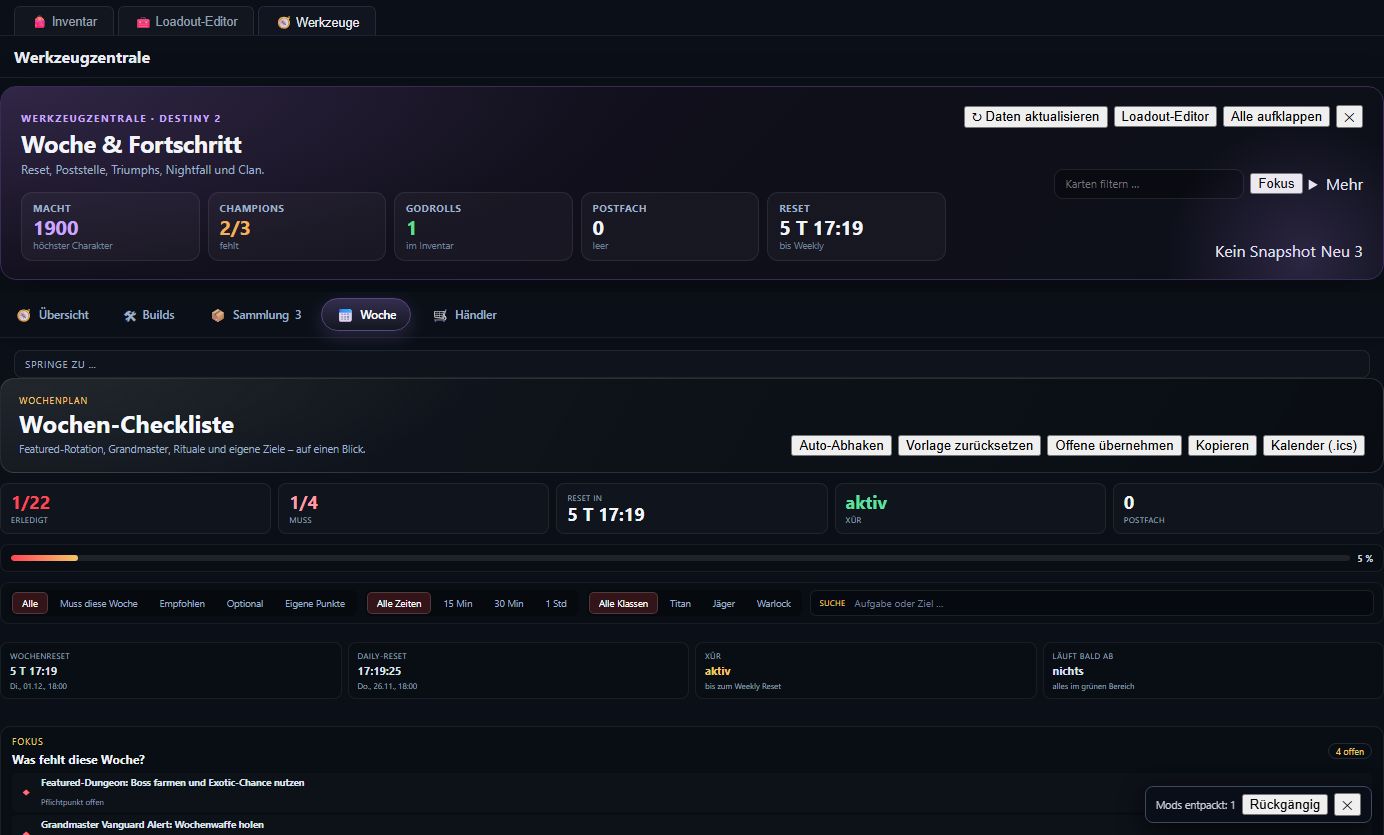 Inventar
Loadout-Editor
Werkzeuge
Werkzeugzentrale
WERKZEUGZENTRALE • DESTINY 2
Woche & Fortschritt
Reset, Poststelle, Triumphs, Nightfall und Clan.
↻ Daten aktualisieren
Loadout-Editor
Alle aufklappen
Karten filtern ...
Fokus
▶ Mehr
MACHT
1900
höchster Charakter
CHAMPIONS
2/3
fehlt
GODROLLS
1
im Inventar
POSTFACH
0
leer
RESET
5 T 17:19
bis Weekly
Kein Snapshot Neu 3
Übersicht
Builds
Sammlung 3
Woche
Händler
SPRINGE ZU ...
WOCHENPLAN
Wochen-Checkliste
Featured-Rotation, Grandmaster, Rituale und eigene Ziele – auf einen Blick.
Auto-Abhaken
Vorlage zurücksetzen
Offene übernehmen
Kopieren
Kalender (.ics)
1/22
ERLEDIGT
1/4
MUSS
RESET IN
5 T 17:19
aktiv
XÛR
0
POSTFACH
5 %
Alle
Muss diese Woche
Empfohlen
Optional
Eigene Punkte
Alle Zeiten
15 Min
30 Min
1 Std
Alle Klassen
Titan
Jäger
Warlock
SUCHE
Aufgabe oder Ziel ...
WOCHENRESET
5 T 17:19
Di., 01.12., 18:00
DAILY-RESET
17:19:25
Do., 26.11., 18:00
XÛR
aktiv
bis zum Weekly Reset
LÄUFT BALD AB
nichts
alles im grünen Bereich
FOKUS
Was fehlt diese Woche?
4 offen
Featured-Dungeon: Boss farmen und Exotic-Chance nutzen
Pflichtpunkt offen
Grandmaster Vanguard Alert: Wochenwaffe holen
Mods entpackt: 1
Rückgängig